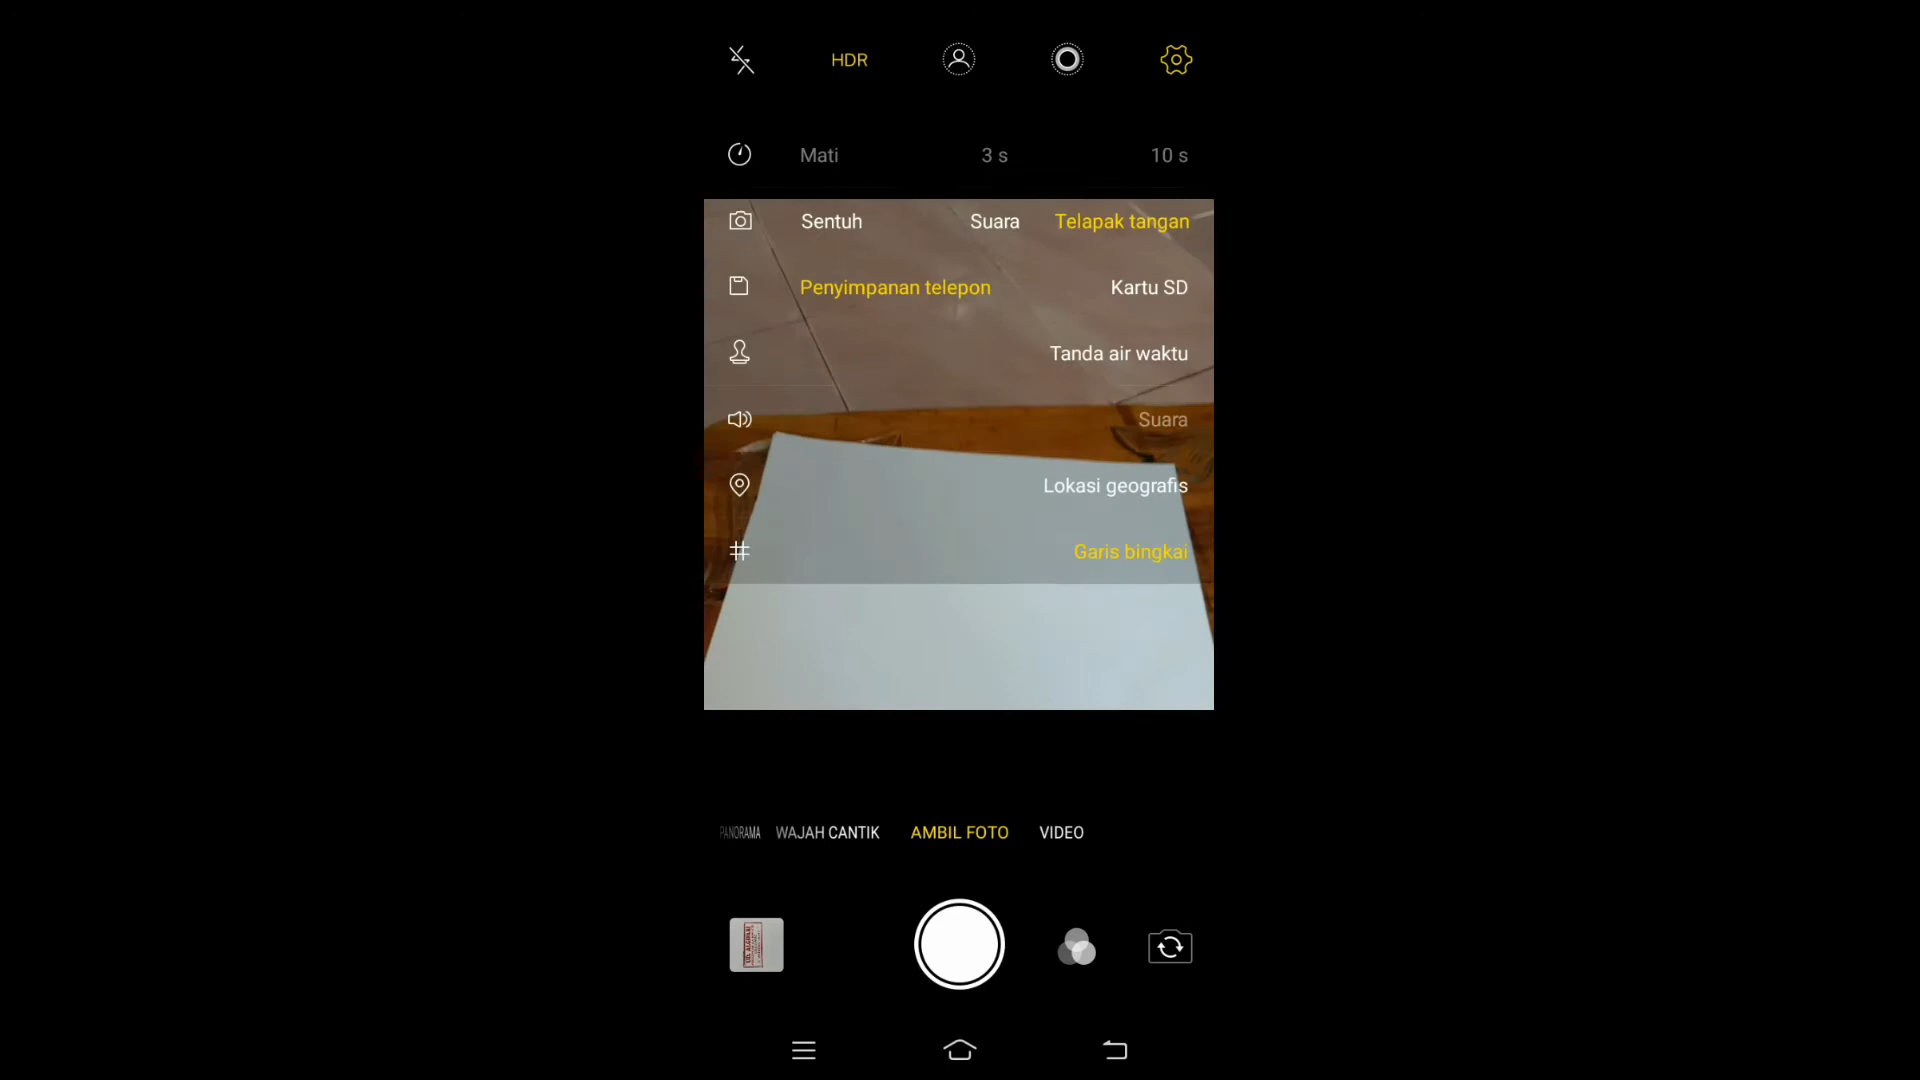 HDR
Mati 3 s 10 s
Sentuh Suara Telapak tangan
Penyimpanan telepon Kartu SD
Tanda air waktu
Suara
Lokasi geografis
Garis bingkai
PANORAMA WAJAH CANTIK AMBIL FOTO VIDEO